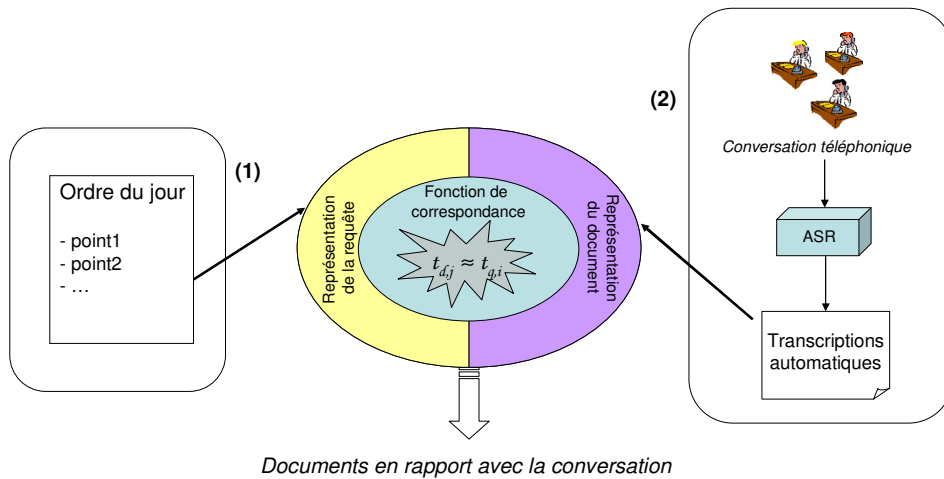 (1)
Ordre du jour
- point1
- point2
- ...
Représentation
de la requête
Fonction de
correspondance
t_{d,j} ≈ t_{q,i}
Représentation
du document
(2)
Conversation téléphonique
ASR
Transcriptions
automatiques
Documents en rapport avec la conversation